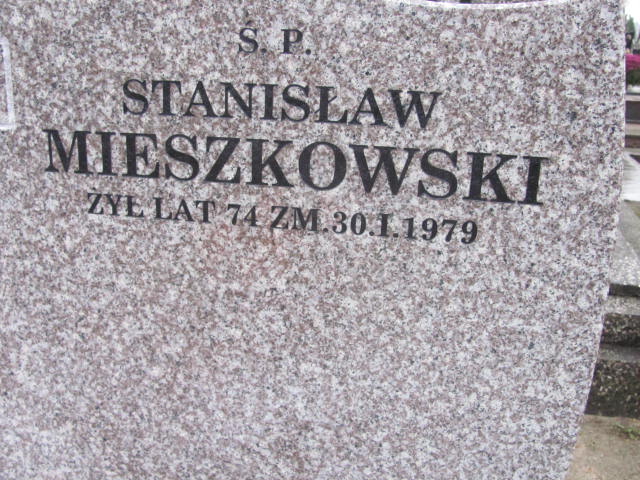 Ś. P.
STANISŁAW
MIESZKOWSKI
ŻYŁ LAT 74 ZM.30.I.1979